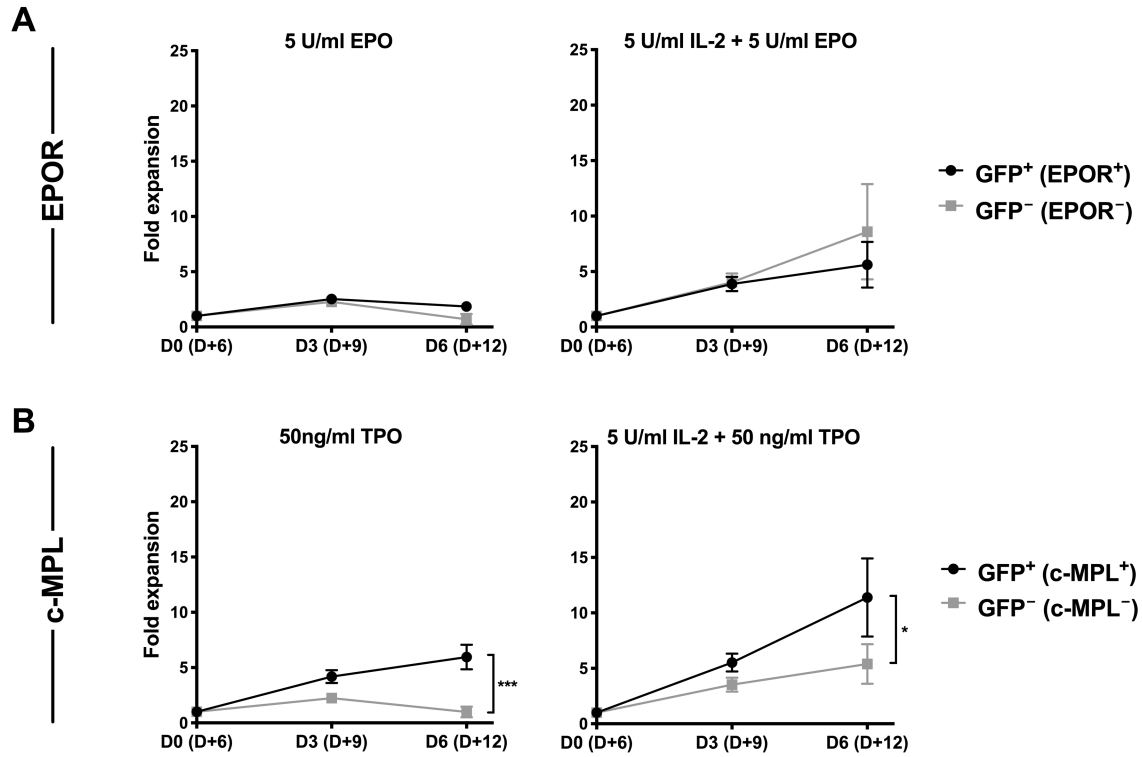 A
EPOR
5 U/ml EPO
Fold expansion
25
20
15
10
5
0
D0 (D+6) D3 (D+9) D6 (D+12)
5 U/ml IL-2 + 5 U/ml EPO
25
20
15
10
5
0
D0 (D+6) D3 (D+9) D6 (D+12)
GFP⁺ (EPOR⁺)
GFP⁻ (EPOR⁻)
B
c-MPL
50ng/ml TPO
Fold expansion
25
20
15
10
5
0
D0 (D+6) D3 (D+9) D6 (D+12)
***
5 U/ml IL-2 + 50 ng/ml TPO
25
20
15
10
5
0
D0 (D+6) D3 (D+9) D6 (D+12)
*
GFP⁺ (c-MPL⁺)
GFP⁻ (c-MPL⁻)